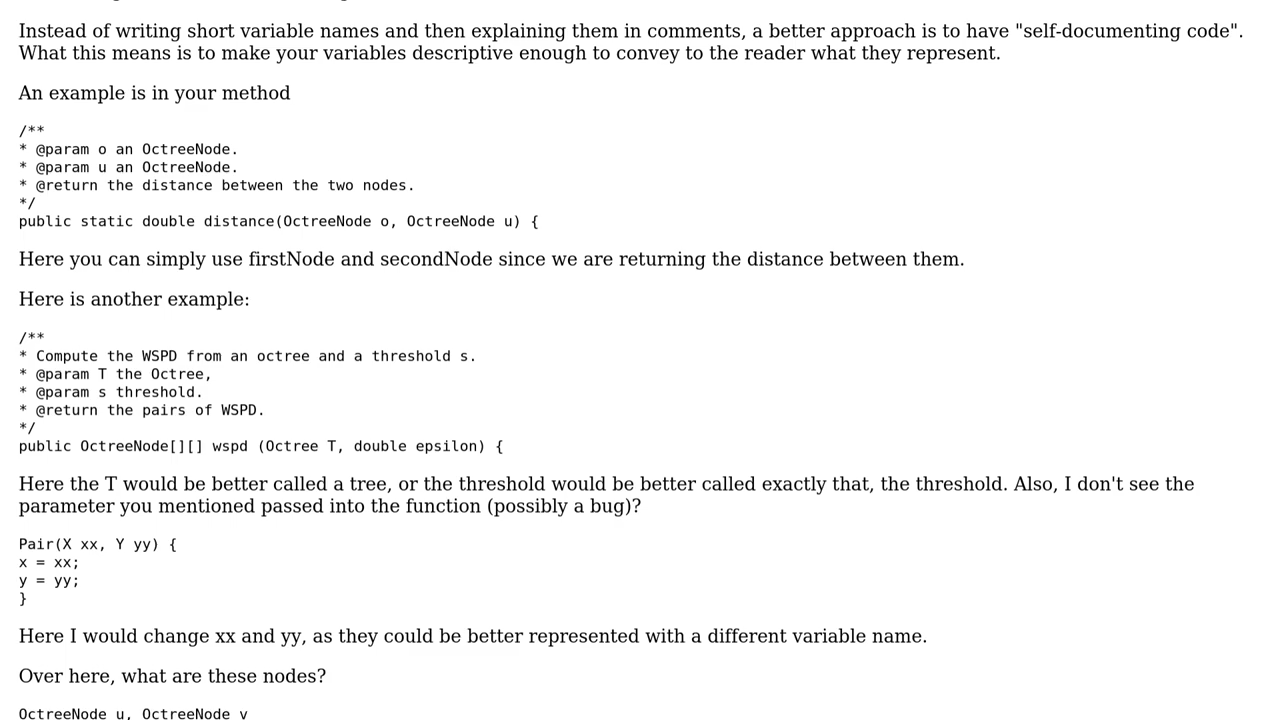 Instead of writing short variable names and then explaining them in comments, a better approach is to have "self-documenting code".
What this means is to make your variables descriptive enough to convey to the reader what they represent.
An example is in your method
/**
* @param o an OctreeNode.
* @param u an OctreeNode.
* @return the distance between the two nodes.
*/
public static double distance(OctreeNode o, OctreeNode u) {
Here you can simply use firstNode and secondNode since we are returning the distance between them.
Here is another example:
/**
* Compute the WSPD from an octree and a threshold s.
* @param T the Octree,
* @param s threshold.
* @return the pairs of WSPD.
*/
public OctreeNode[][] wspd (Octree T, double epsilon) {
Here the T would be better called a tree, or the threshold would be better called exactly that, the threshold. Also, I don't see the
parameter you mentioned passed into the function (possibly a bug)?
Pair(X xx, Y yy) {
x = xx;
y = yy;
}
Here I would change xx and yy, as they could be better represented with a different variable name.
Over here, what are these nodes?
OctreeNode u, OctreeNode v